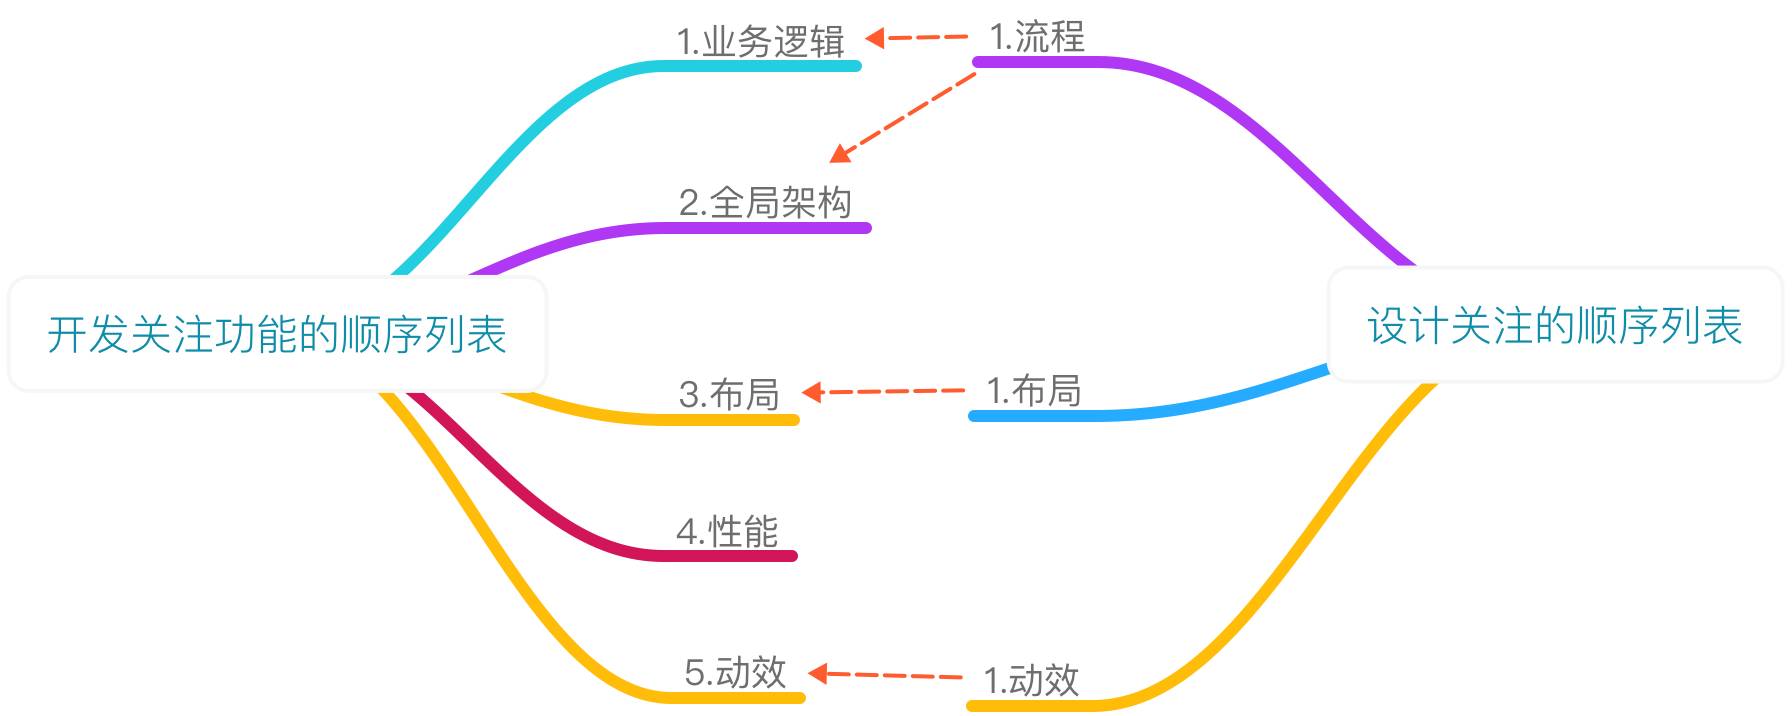 1.业务逻辑
1.流程
2.全局架构
开发关注功能的顺序列表
设计关注的顺序列表
3.布局
1.布局
4.性能
5.动效
1.动效